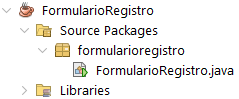 FormularioRegistro
Source Packages
formularioregistro
FormularioRegistro.java
Libraries